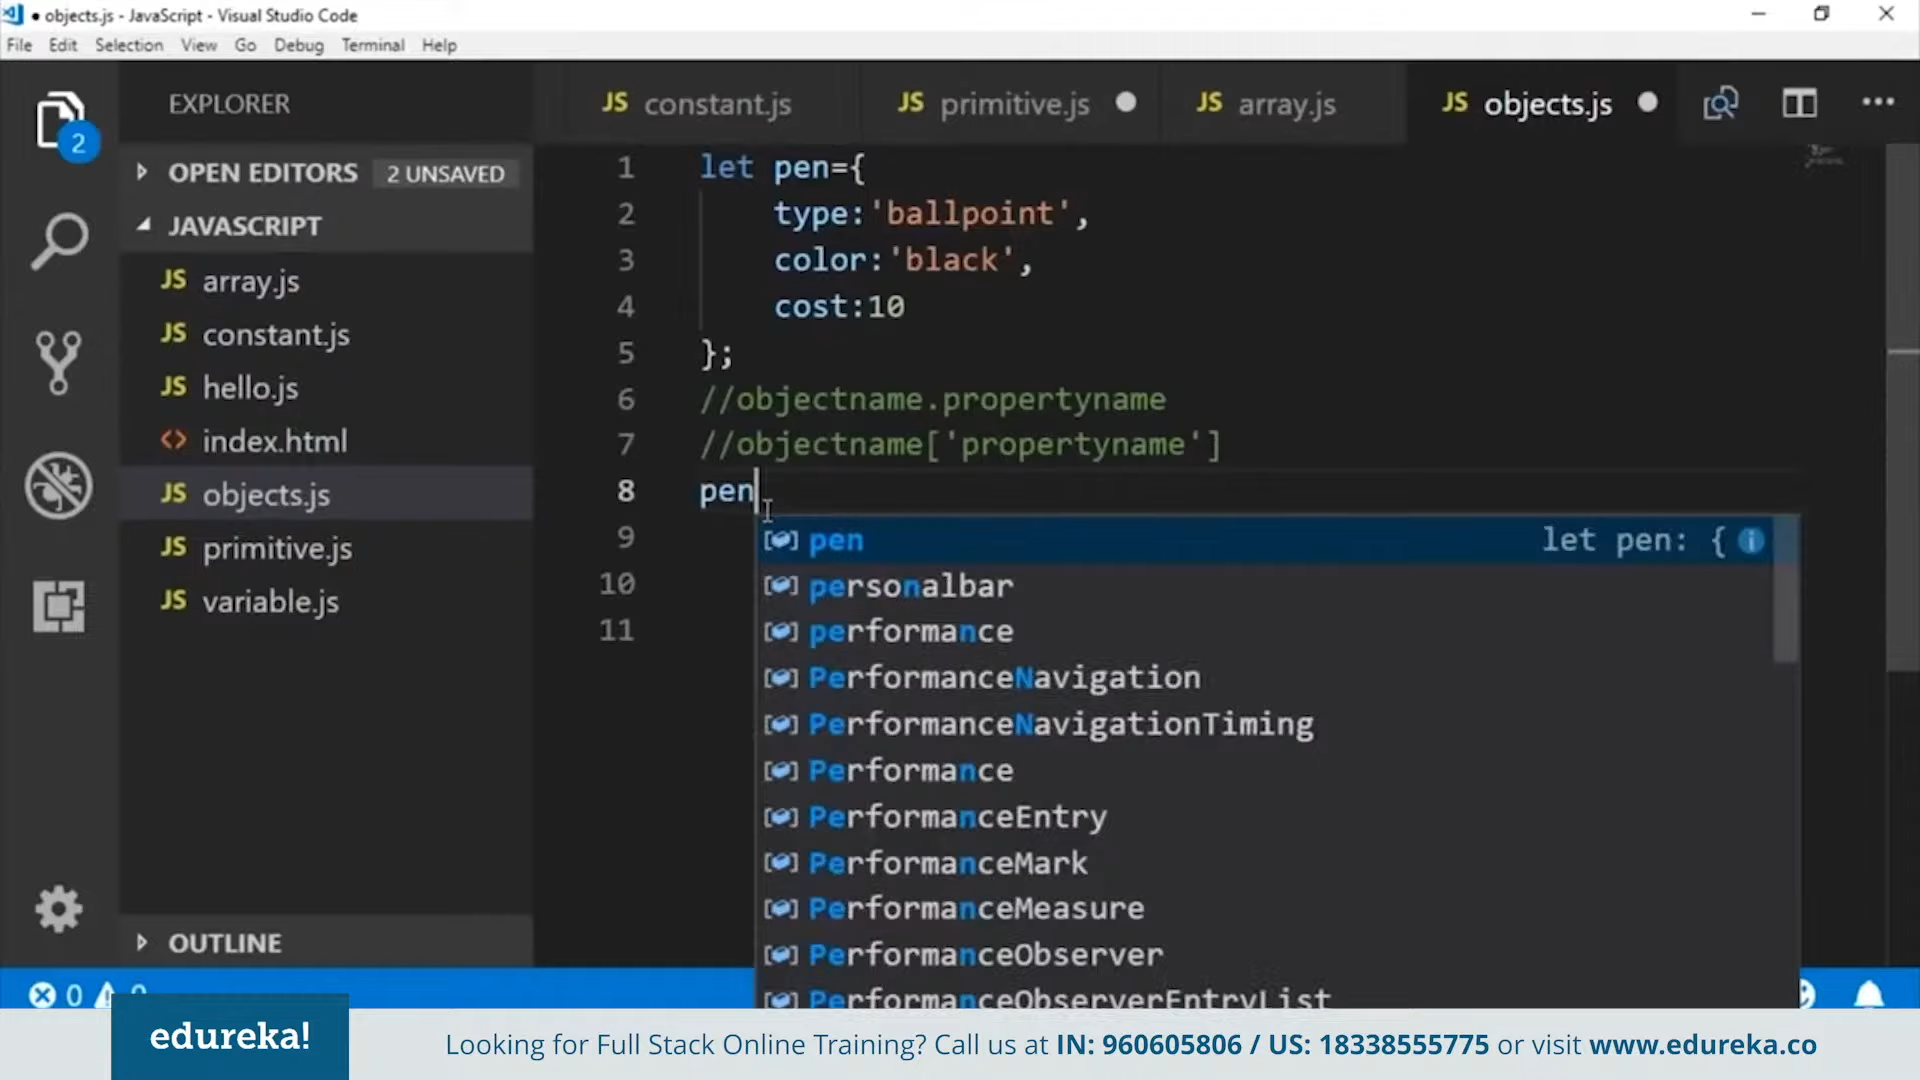 objects.js - JavaScript - Visual Studio Code
File Edit Selection View Go Debug Terminal Help
2
EXPLORER
OPEN EDITORS 2 UNSAVED
JAVASCRIPT
JS array.js
JS constant.js
JS hello.js
<> index.html
JS objects.js
JS primitive.js
JS variable.js
OUTLINE
JS constant.js JS primitive.js JS array.js JS objects.js
1 let pen={
2 type:'ballpoint',
3 color:'black',
4 cost:10
5 };
6 //objectname.propertyname
7 //objectname['propertyname']
8 pen
9
10
11
pen let pen: {
personalbar
performance
PerformanceNavigation
PerformanceNavigationTiming
Performance
PerformanceEntry
PerformanceMark
PerformanceMeasure
PerformanceObserver
PerformanceObserverEntryList
0 0
edureka!
Looking for Full Stack Online Training? Call us at IN: 960605806 / US: 18338555775 or visit www.edureka.co